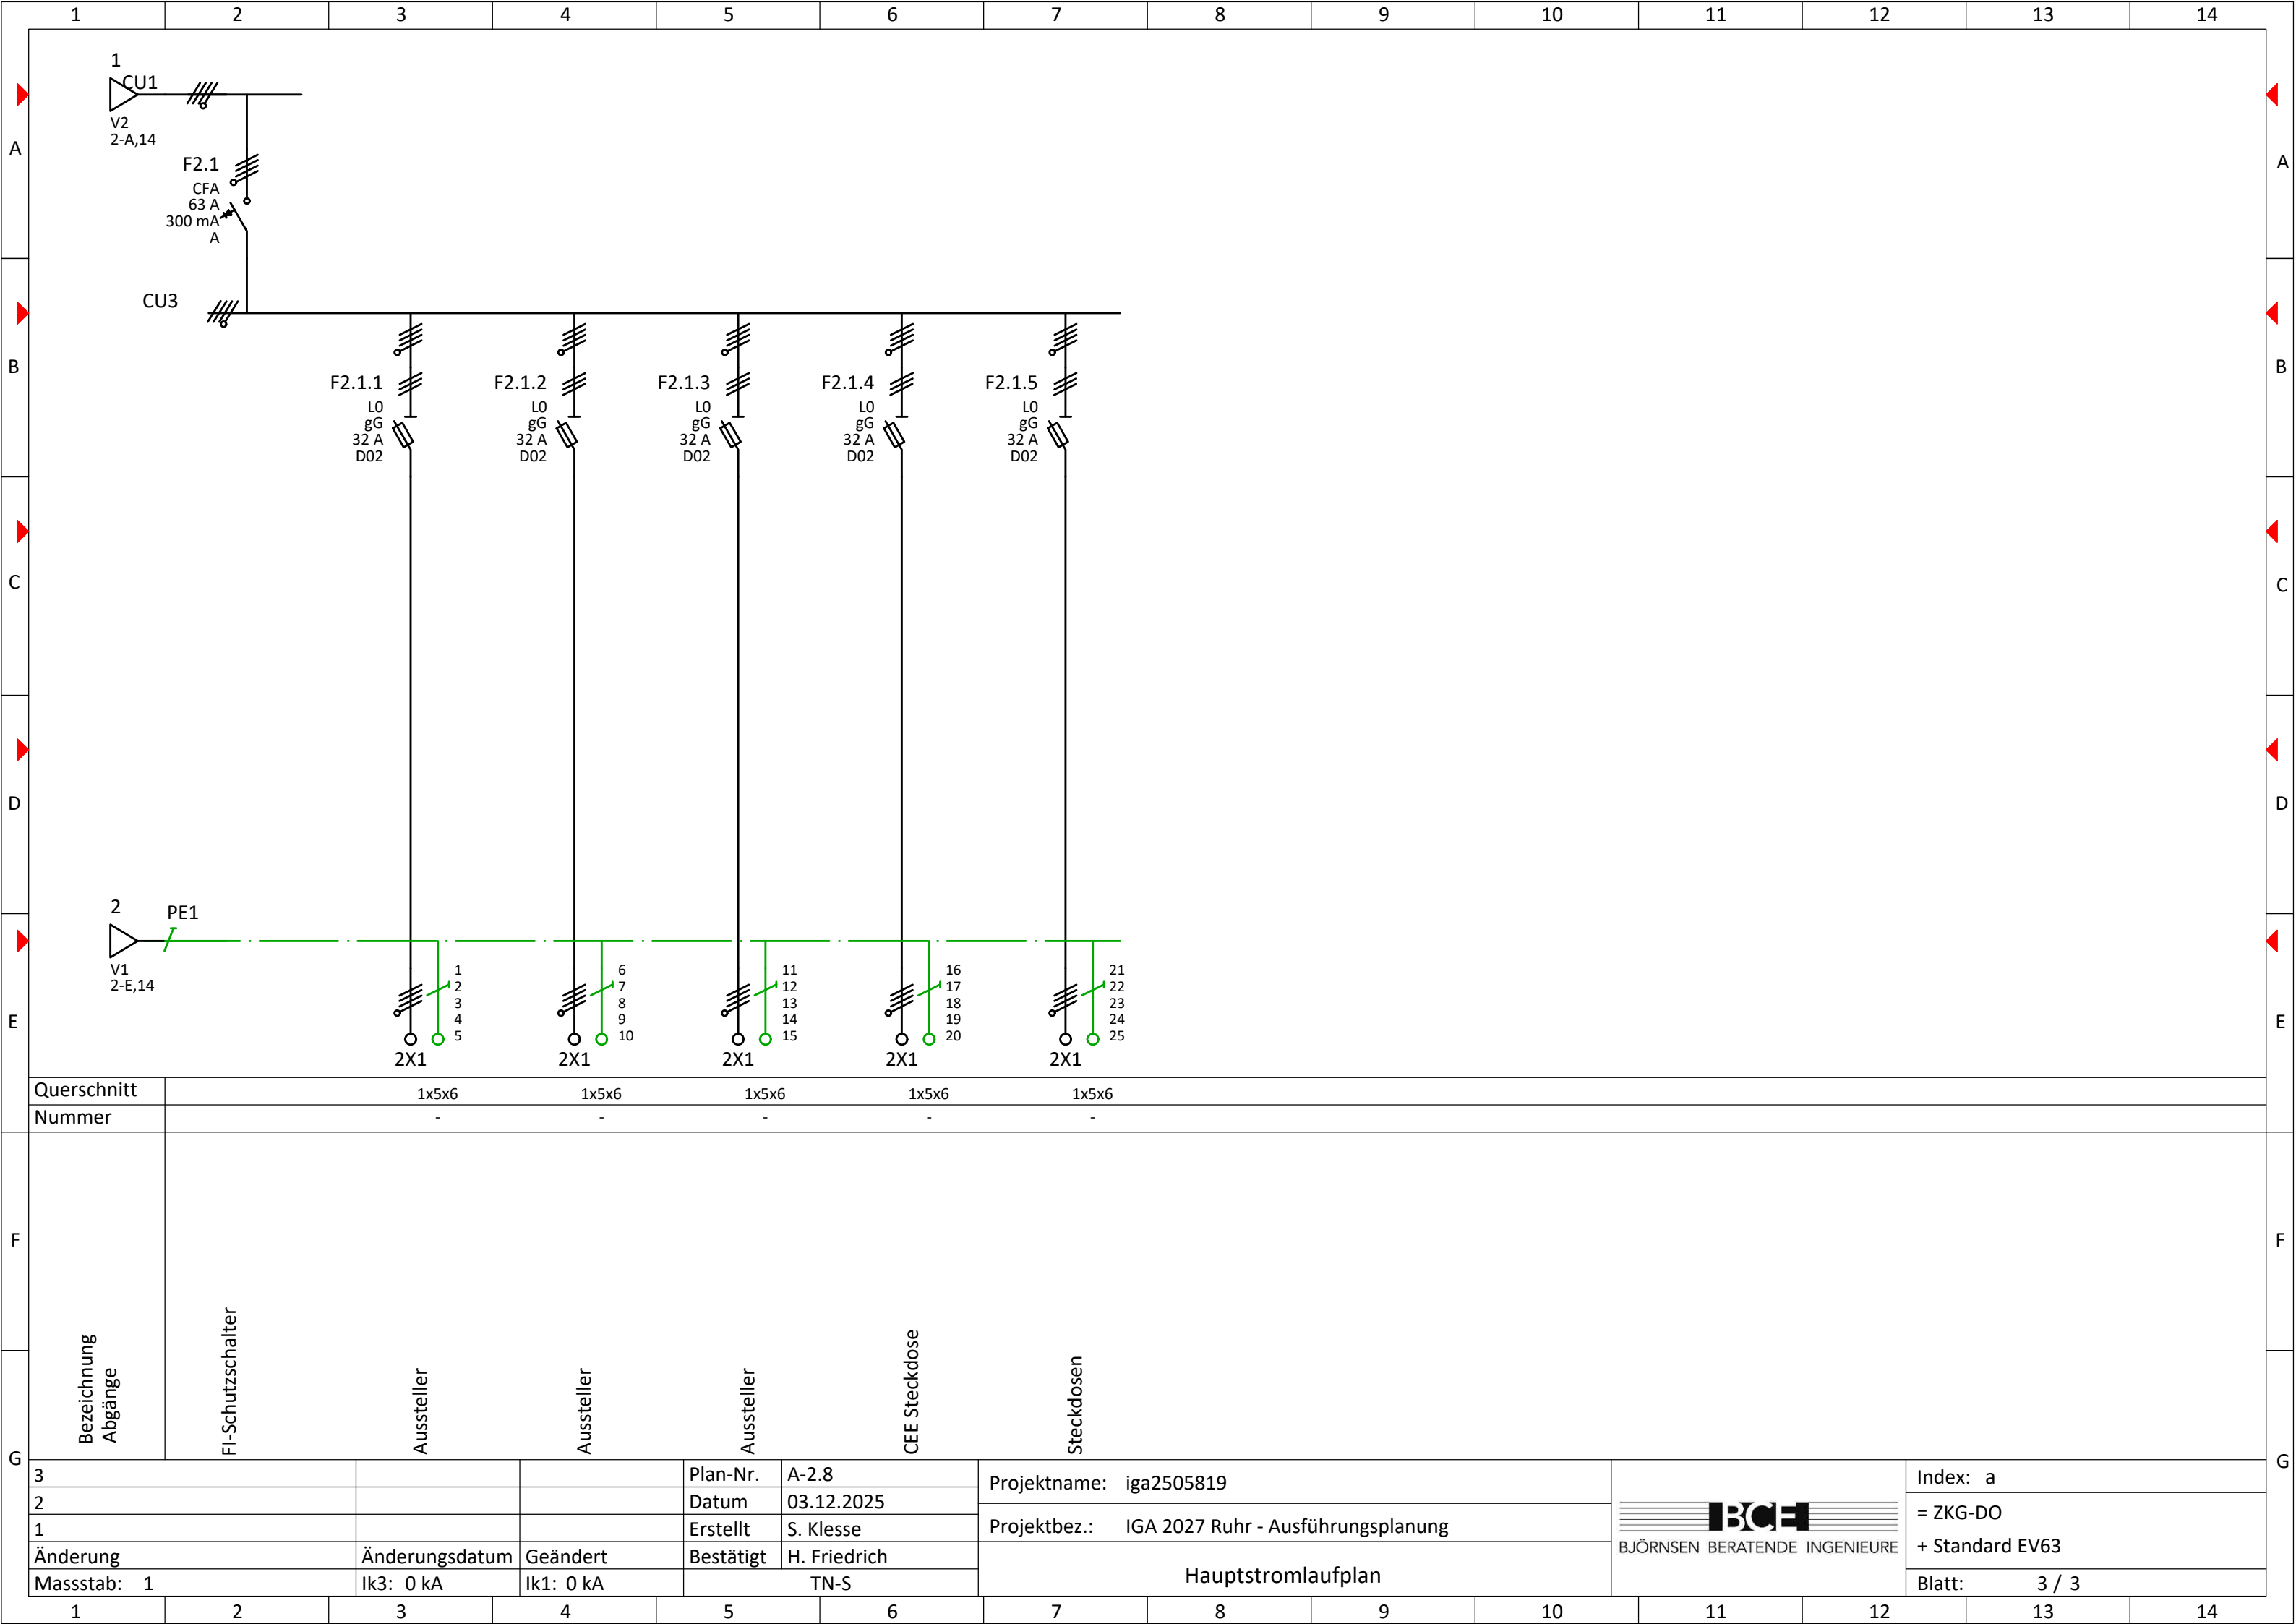 1 2 3 4 5 6 7 8 9 10 11 12 13 14
1
CU1
V2
2-A,14
A A
F2.1
CFA
63 A
300 mA
A
CU3
B B
F2.1.1 F2.1.2 F2.1.3 F2.1.4 F2.1.5
L0 L0 L0 L0 L0
gG gG gG gG gG
32 A 32 A 32 A 32 A 32 A
D02 D02 D02 D02 D02
C C
D D
2
PE1
V1
2-E,14
1 6 11 16 21
2 7 12 17 22
3 8 13 18 23
4 9 14 19 24
5 10 15 20 25
E E
2X1 2X1 2X1 2X1 2X1
Querschnitt 1x5x6 1x5x6 1x5x6 1x5x6 1x5x6
Nummer - - - - -
F F
Bezeichnung
Abgänge
FI-Schutzschalter
Aussteller
Aussteller
Aussteller
CEE Steckdose
Steckdosen
G G
3 Plan-Nr. A-2.8
2 Datum 03.12.2025
1 Erstellt S. Klesse
Änderung Änderungsdatum Geändert Bestätigt H. Friedrich
Massstab: 1 Ik3: 0 kA Ik1: 0 kA TN-S
Projektname: iga2505819
Projektbez.: IGA 2027 Ruhr - Ausführungsplanung
Hauptstromlaufplan
BCE
BJÖRNSEN BERATENDE INGENIEURE
Index: a
= ZKG-DO
+ Standard EV63
Blatt: 3 / 3
1 2 3 4 5 6 7 8 9 10 11 12 13 14